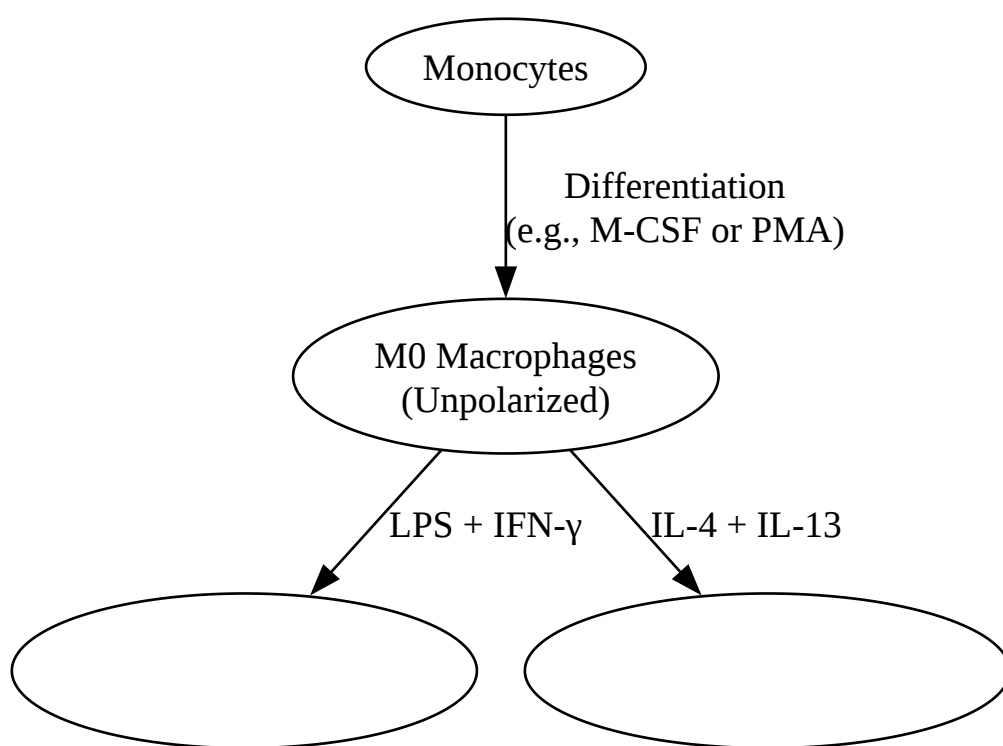 Monocytes
Differentiation
(e.g., M-CSF or PMA)
M0 Macrophages
(Unpolarized)
LPS + IFN-γ
IL-4 + IL-13